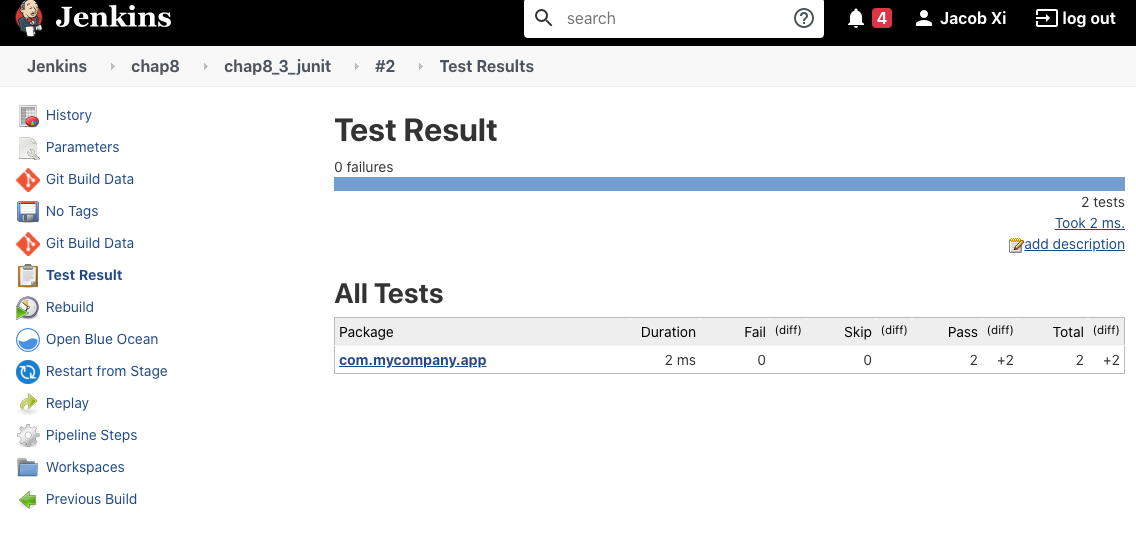 Jenkins
search
4
Jacob Xi
log out
Jenkins chap8 chap8_3_junit #2 Test Results
History
Parameters
Git Build Data
No Tags
Git Build Data
Test Result
Rebuild
Open Blue Ocean
Restart from Stage
Replay
Pipeline Steps
Workspaces
Previous Build
Test Result
0 failures
2 tests
Took 2 ms.
add description
All Tests
Package Duration Fail (diff) Skip (diff) Pass (diff) Total (diff)
com.mycompany.app 2 ms 0 0 2 +2 2 +2